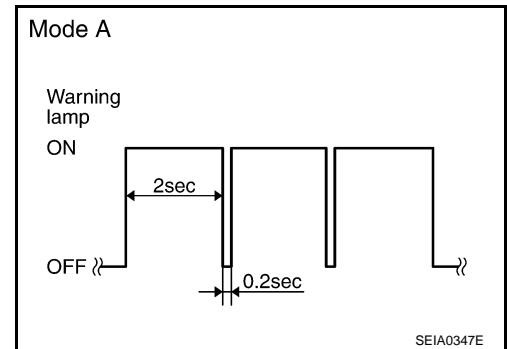 Mode A
Warning
lamp
ON
2sec
OFF
0.2sec
SEIA0347E